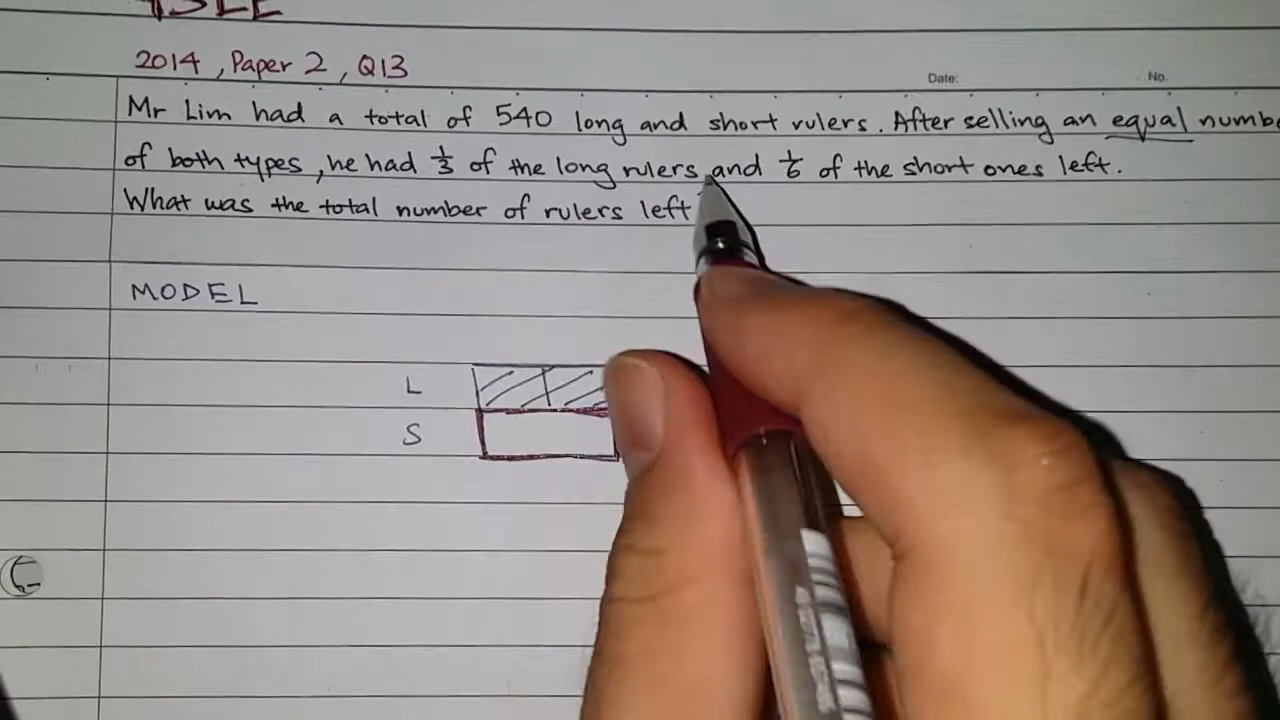 PSLE
2014, Paper 2, Q13
Date:
No.
Mr Lim had a total of 540 long and short rulers. After selling an equal numbe
of both types, he had 1/3 of the long rulers and 1/6 of the short ones left.
What was the total number of rulers left
MODEL
L
S